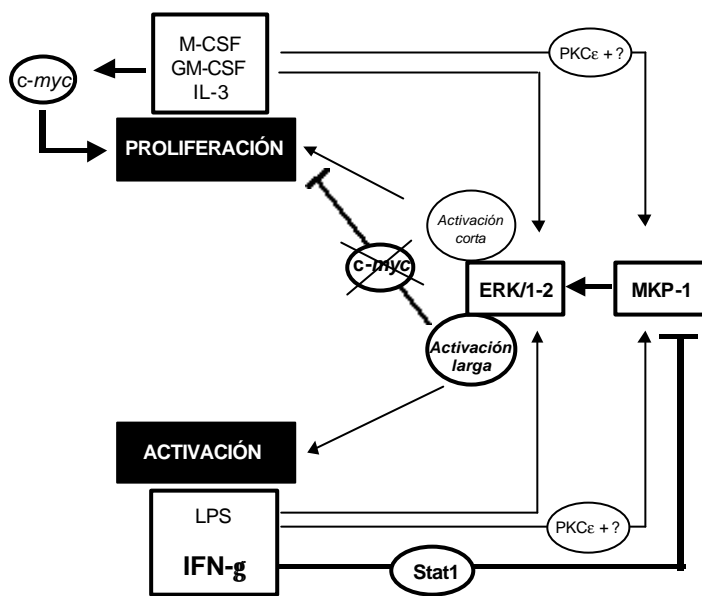 M-CSF
GM-CSF
IL-3
PKCε + ?
c-myc
PROLIFERACIÓN
Activación
corta
c-myc
ERK/1-2
MKP-1
Activación
larga
ACTIVACIÓN
LPS
PKCε + ?
IFN-g
Stat1